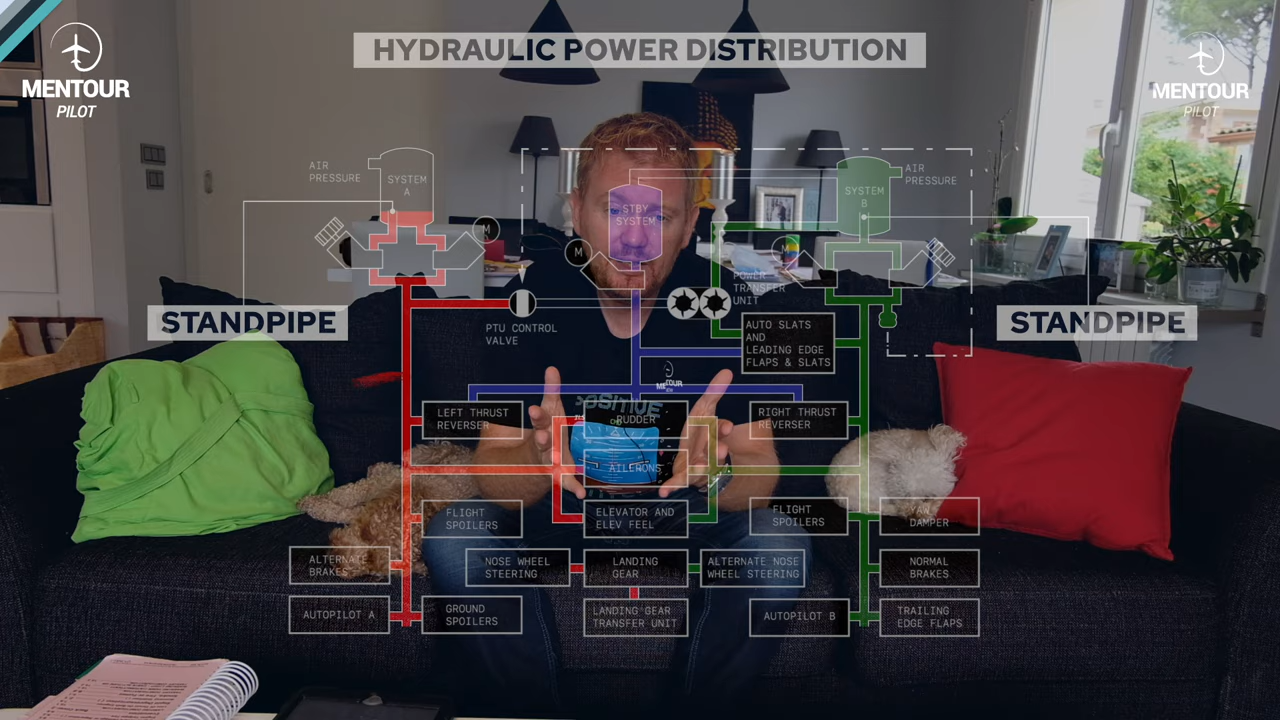 HYDRAULIC POWER DISTRIBUTION
MENTOUR
PILOT
MENTOUR
PILOT
AIR
PRESSURE
SYSTEM
A
STBY
SYSTEM
SYSTEM
B
AIR
PRESSURE
M
M
M
STANDPIPE
STANDPIPE
PTU CONTROL
VALVE
POWER
TRANSFER
UNIT
AUTO SLATS
AND
LEADING EDGE
FLAPS & SLATS
LEFT THRUST
REVERSER
POSITIVE
RUDDER
RIGHT THRUST
REVERSER
AILERONS
FLIGHT
SPOILERS
ELEVATOR AND
ELEV FEEL
FLIGHT
SPOILERS
YAW
DAMPER
ALTERNATE
BRAKES
NOSE WHEEL
STEERING
LANDING
GEAR
ALTERNATE NOSE
WHEEL STEERING
NORMAL
BRAKES
AUTOPILOT A
GROUND
SPOILERS
LANDING GEAR
TRANSFER UNIT
AUTOPILOT B
TRAILING
EDGE FLAPS